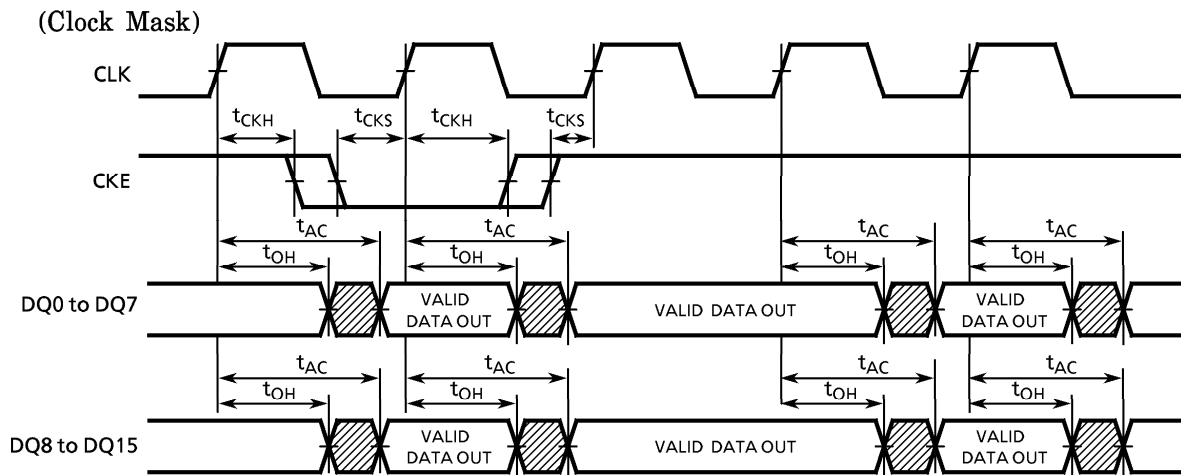 (Clock Mask)
CLK
tCKH tCKS tCKH tCKS
CKE
tAC tAC tAC tAC
tOH tOH tOH tOH
DQ0 to DQ7
VALID DATA OUT
VALID DATA OUT
VALID DATA OUT
tAC tAC tAC tAC
tOH tOH tOH tOH
DQ8 to DQ15
VALID DATA OUT
VALID DATA OUT
VALID DATA OUT